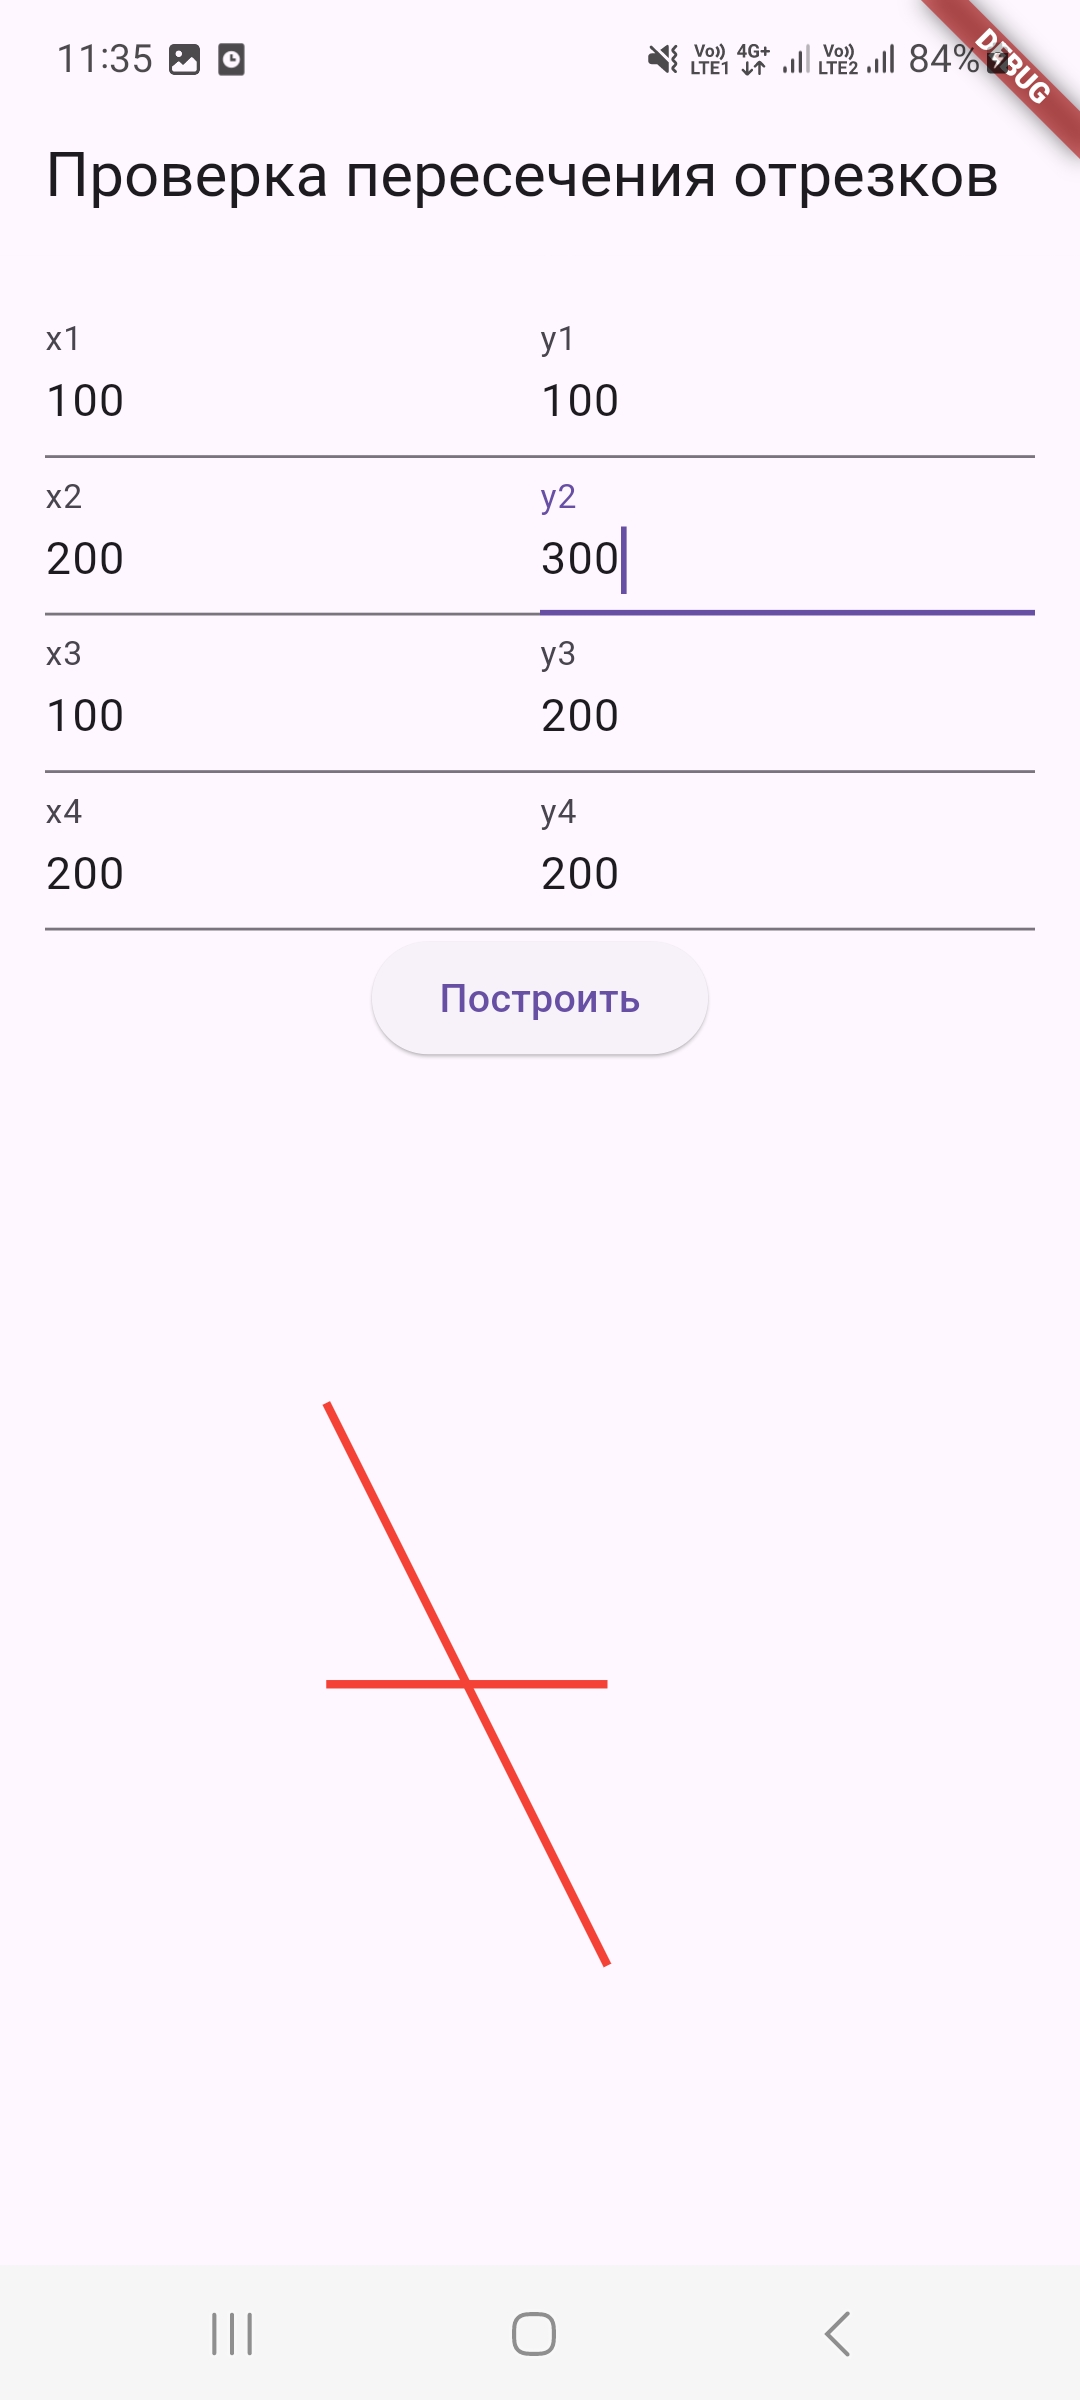 11:35 Vo)) LTE1 4G+ Vo)) LTE2 84%
DEBUG
Проверка пересечения отрезков
x1 y1
100 100
x2 y2
200 300
x3 y3
100 200
x4 y4
200 200
Построить